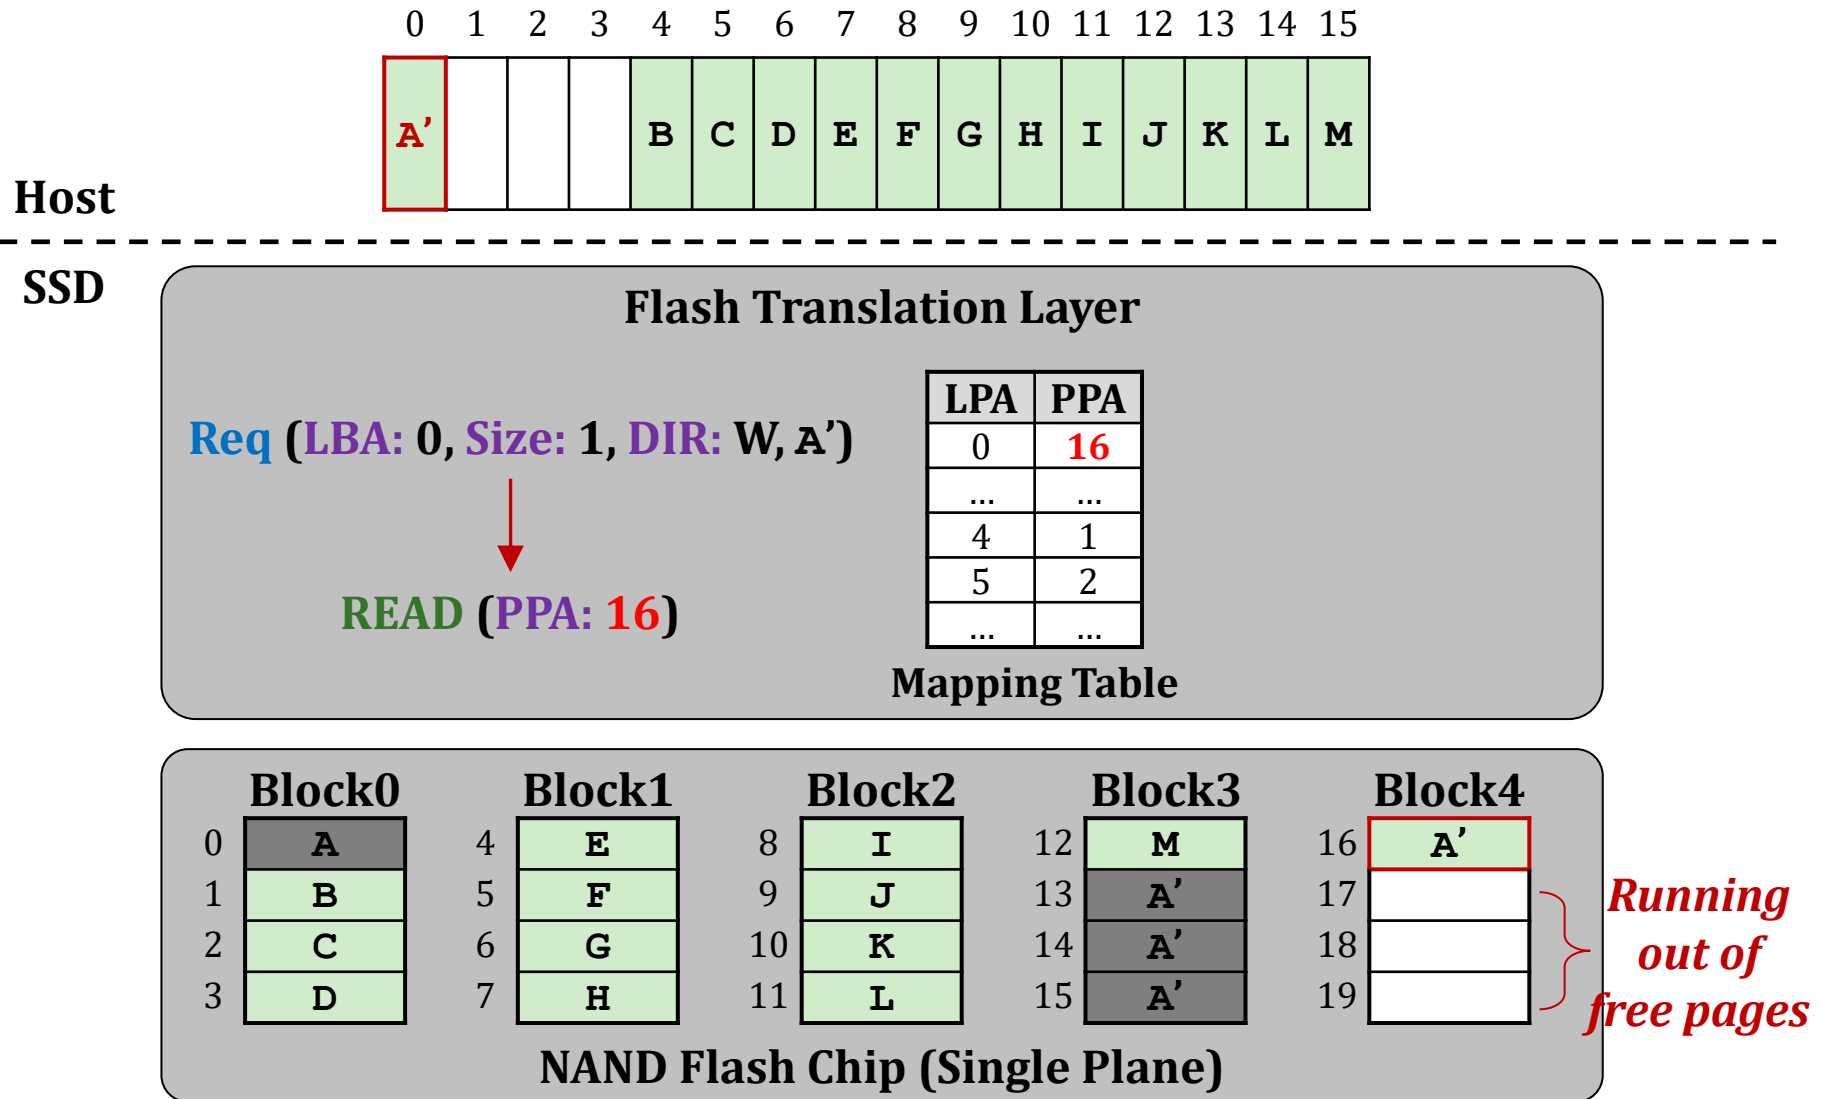 0 1 2 3 4 5 6 7 8 9 10 11 12 13 14 15
A’ B C D E F G H I J K L M
Host
SSD
Flash Translation Layer
Req (LBA: 0, Size: 1, DIR: W, A’)
READ (PPA: 16)
LPA PPA
0 16
... ...
4 1
5 2
... ...
Mapping Table
Block0 Block1 Block2 Block3 Block4
0 A 4 E 8 I 12 M 16 A’
1 B 5 F 9 J 13 A’ 17
2 C 6 G 10 K 14 A’ 18
3 D 7 H 11 L 15 A’ 19
Running
out of
free pages
NAND Flash Chip (Single Plane)